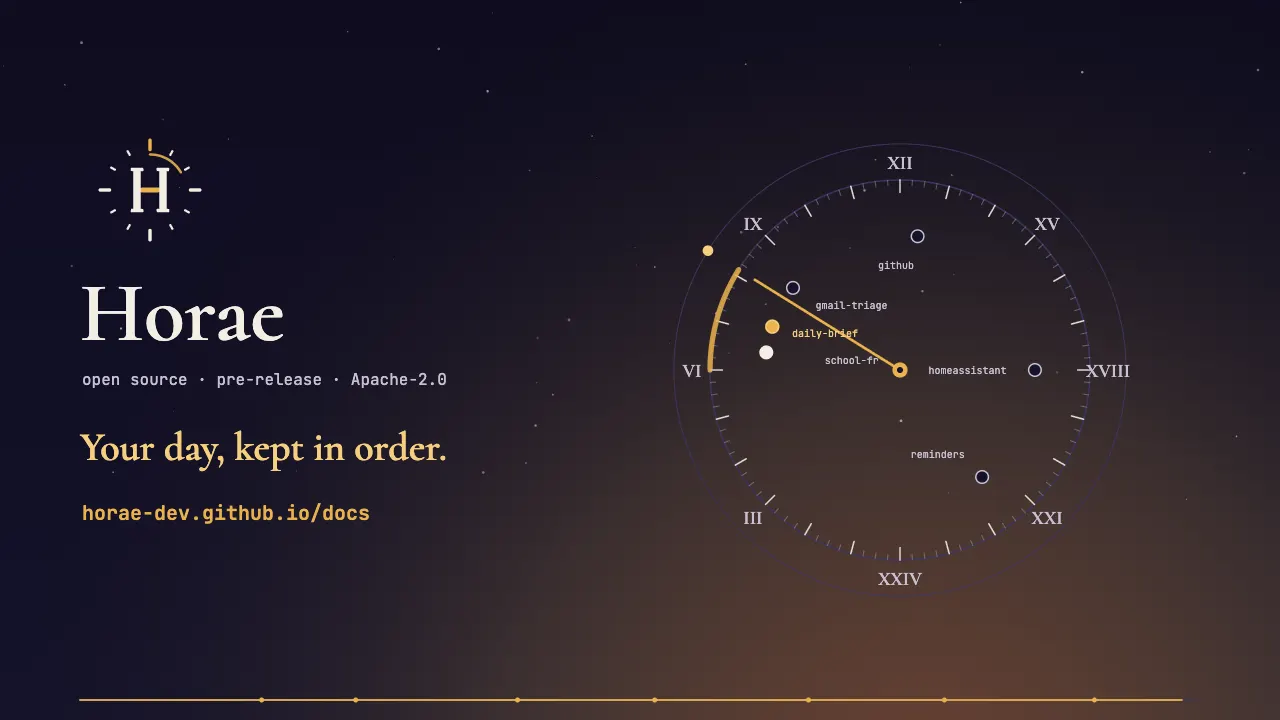 H
Horae
open source · pre-release · Apache-2.0
Your day, kept in order.
horae-dev.github.io/docs
XII
IX
XV
github
gmail-triage
daily-brief
school-fr
VI
homeassistant
XVIII
reminders
III
XXI
XXIV